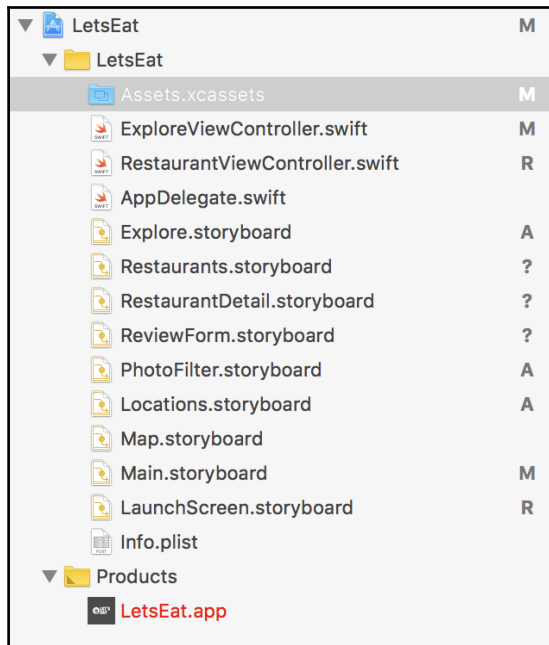 LetsEat M
LetsEat
Assets.xcassets M
ExploreViewController.swift M
RestaurantViewController.swift R
AppDelegate.swift
Explore.storyboard A
Restaurants.storyboard ?
RestaurantDetail.storyboard ?
ReviewForm.storyboard ?
PhotoFilter.storyboard A
Locations.storyboard A
Map.storyboard
Main.storyboard M
LaunchScreen.storyboard R
Info.plist
Products
LetsEat.app